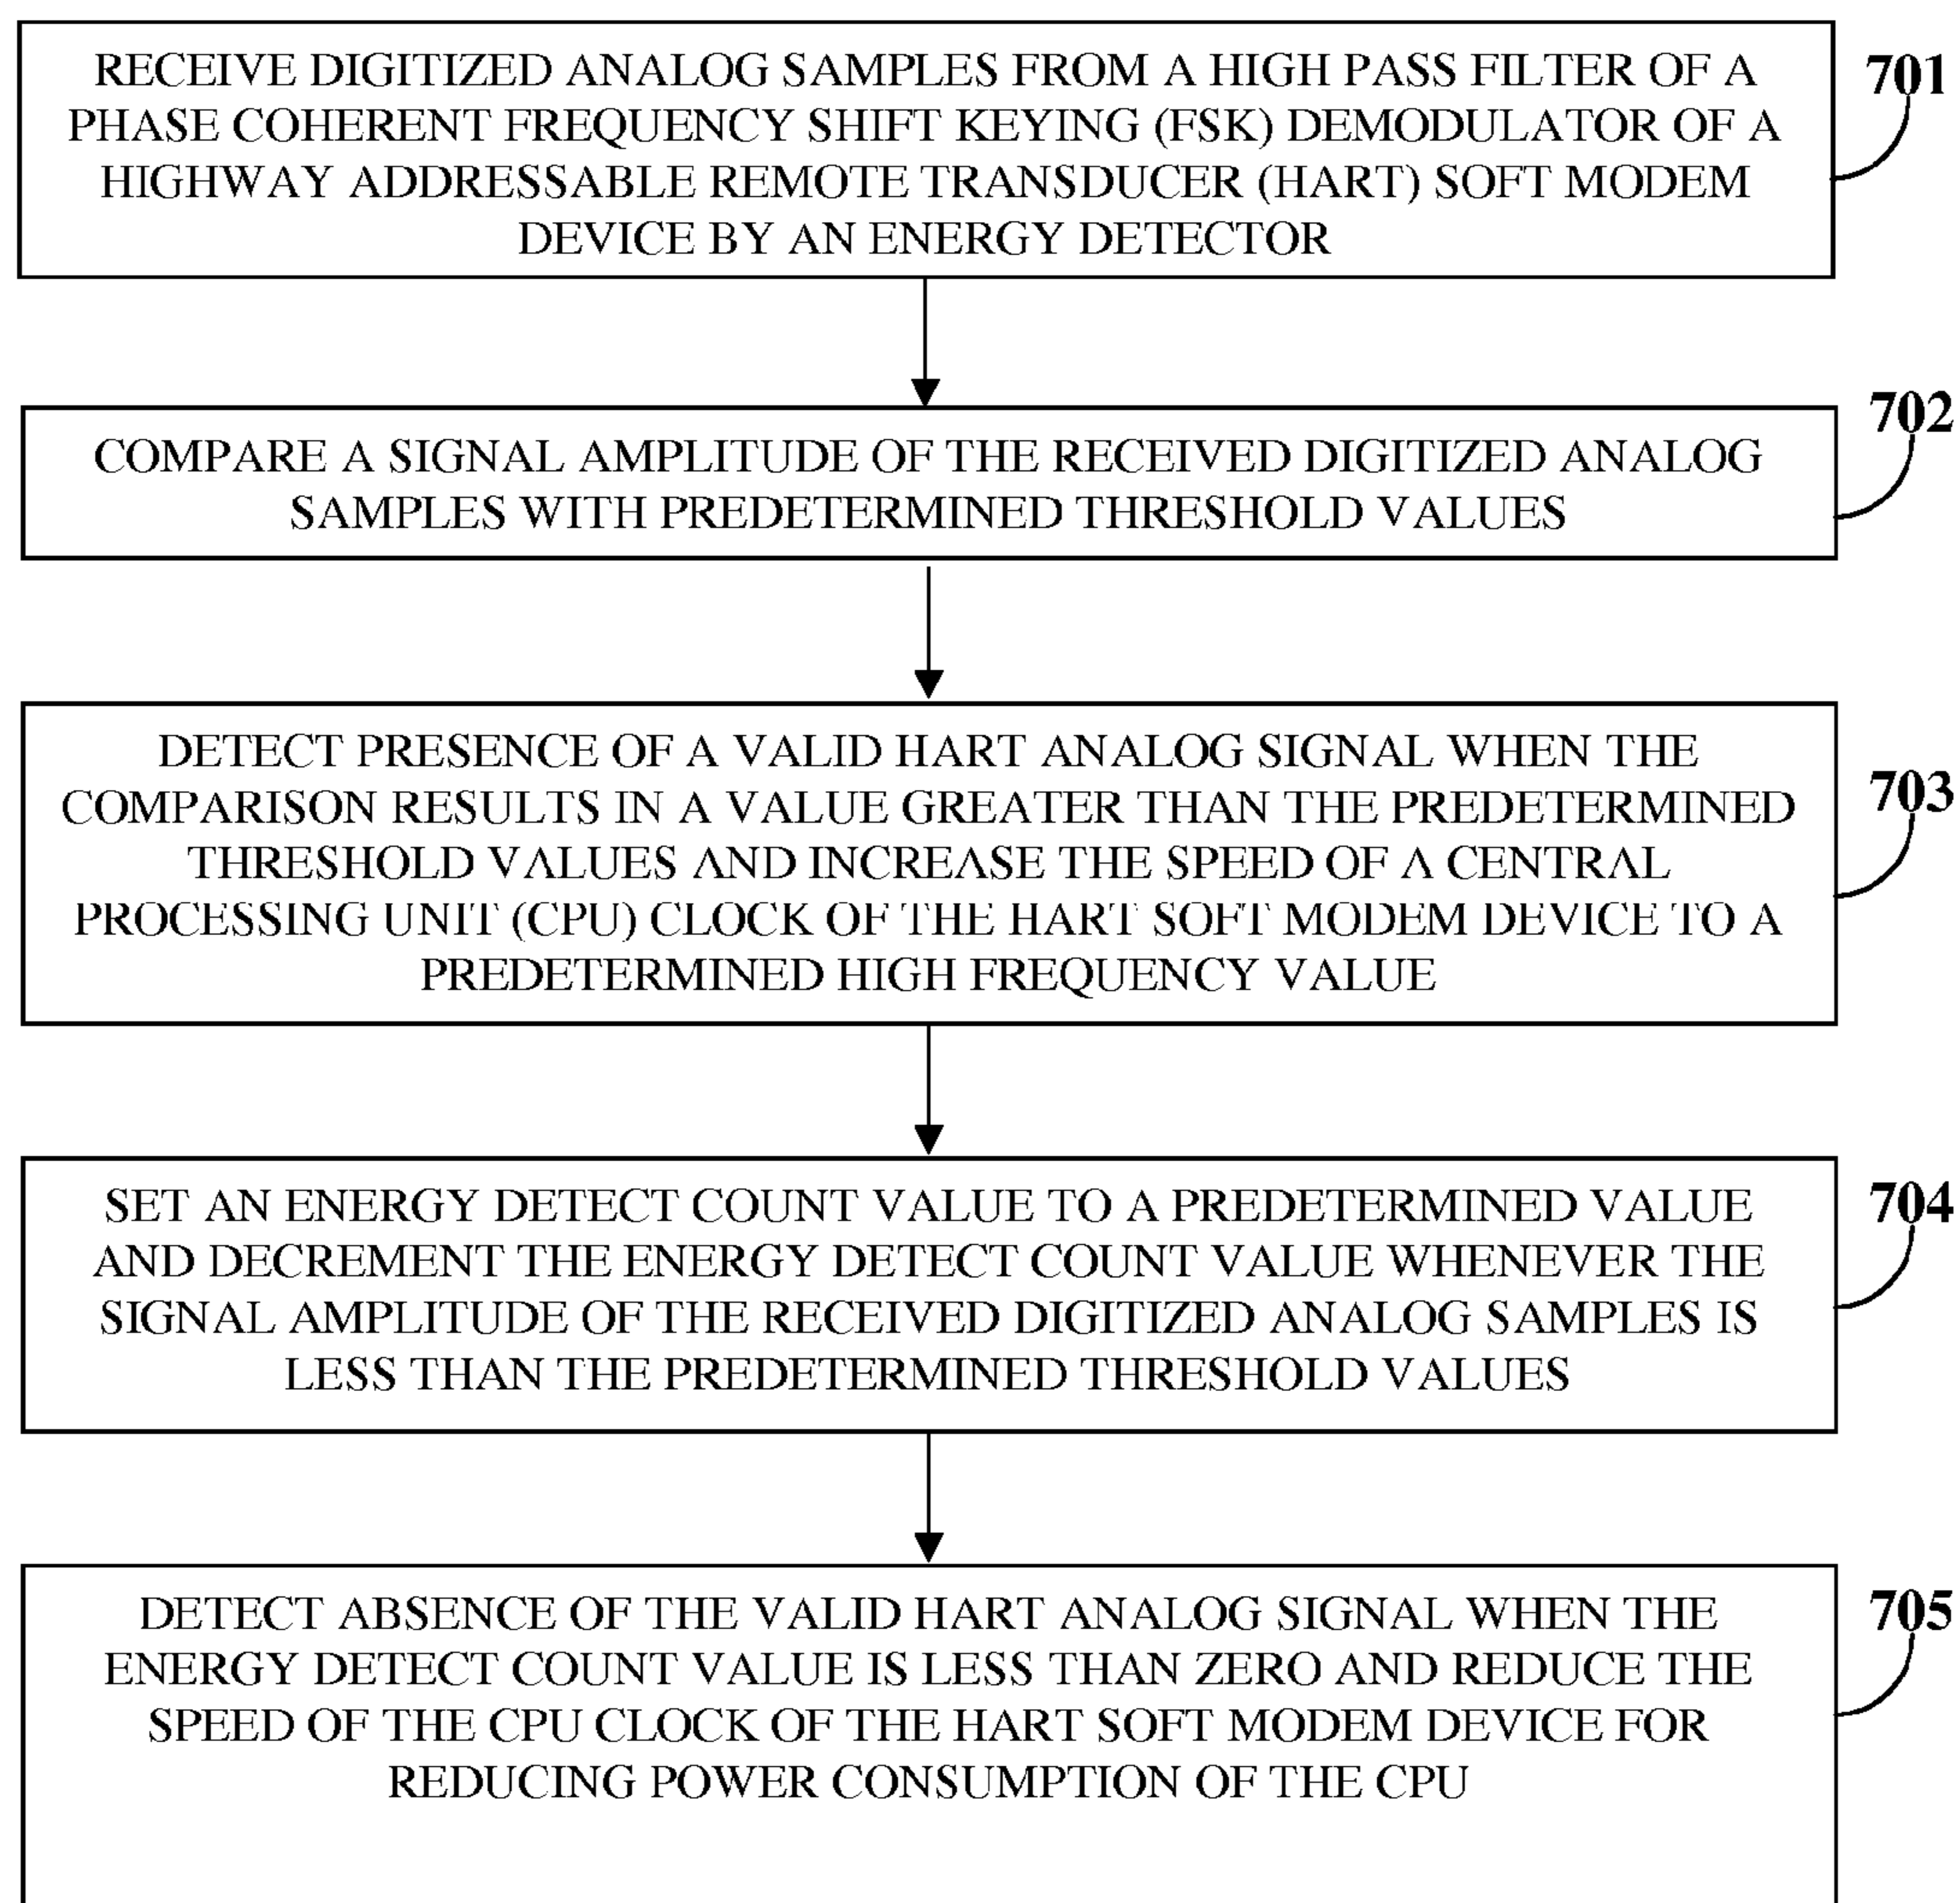 RECEIVE DIGITIZED ANALOG SAMPLES FROM A HIGH PASS FILTER OF A
PHASE COHERENT FREQUENCY SHIFT KEYING (FSK) DEMODULATOR OF A
HIGHWAY ADDRESSABLE REMOTE TRANSDUCER (HART) SOFT MODEM
DEVICE BY AN ENERGY DETECTOR
701
COMPARE A SIGNAL AMPLITUDE OF THE RECEIVED DIGITIZED ANALOG
SAMPLES WITH PREDETERMINED THRESHOLD VALUES
702
DETECT PRESENCE OF A VALID HART ANALOG SIGNAL WHEN THE
COMPARISON RESULTS IN A VALUE GREATER THAN THE PREDETERMINED
THRESHOLD VALUES AND INCREASE THE SPEED OF A CENTRAL
PROCESSING UNIT (CPU) CLOCK OF THE HART SOFT MODEM DEVICE TO A
PREDETERMINED HIGH FREQUENCY VALUE
703
SET AN ENERGY DETECT COUNT VALUE TO A PREDETERMINED VALUE
AND DECREMENT THE ENERGY DETECT COUNT VALUE WHENEVER THE
SIGNAL AMPLITUDE OF THE RECEIVED DIGITIZED ANALOG SAMPLES IS
LESS THAN THE PREDETERMINED THRESHOLD VALUES
704
DETECT ABSENCE OF THE VALID HART ANALOG SIGNAL WHEN THE
ENERGY DETECT COUNT VALUE IS LESS THAN ZERO AND REDUCE THE
SPEED OF THE CPU CLOCK OF THE HART SOFT MODEM DEVICE FOR
REDUCING POWER CONSUMPTION OF THE CPU
705